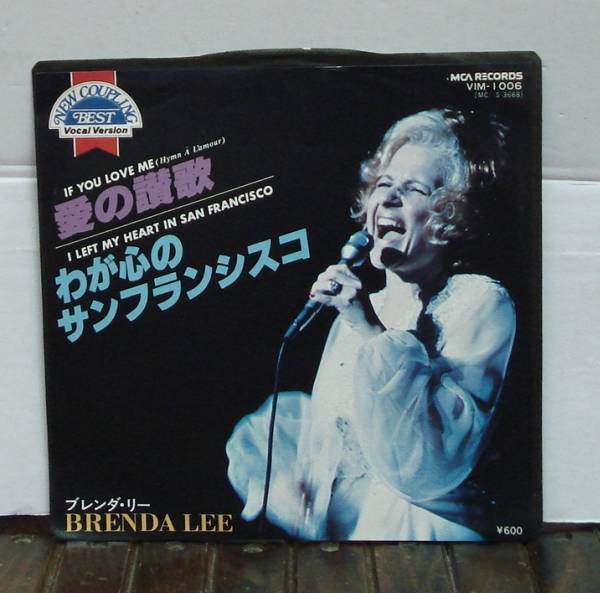 NEW COUPLING
BEST
Vocal Version
MCA RECORDS
VIM-1006
(MC S 3668)
IF YOU LOVE ME (Hymn À L'amour)
愛の讃歌
I LEFT MY HEART IN SAN FRANCISCO
わが心の
サンフランシスコ
ブレンダ・リー
BRENDA LEE
¥600